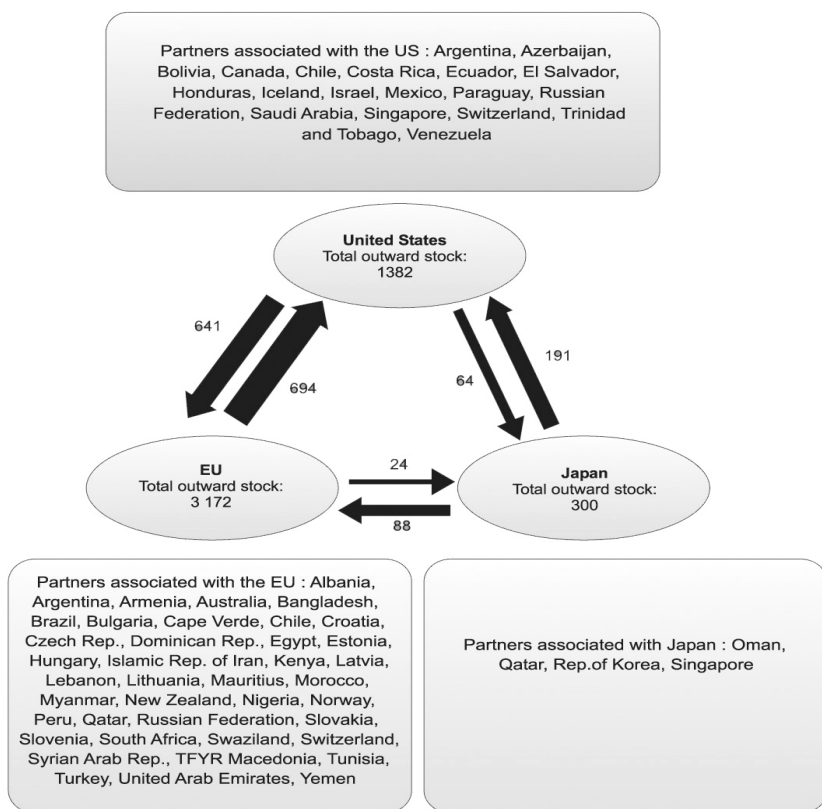 Partners associated with the US : Argentina, Azerbaijan,
Bolivia, Canada, Chile, Costa Rica, Ecuador, El Salvador,
Honduras, Iceland, Israel, Mexico, Paraguay, Russian
Federation, Saudi Arabia, Singapore, Switzerland, Trinidad
and Tobago, Venezuela
United States
Total outward stock:
1382
641
694
64
191
EU
Total outward stock:
3 172
24
88
Japan
Total outward stock:
300
Partners associated with the EU : Albania,
Argentina, Armenia, Australia, Bangladesh,
Brazil, Bulgaria, Cape Verde, Chile, Croatia,
Czech Rep., Dominican Rep., Egypt, Estonia,
Hungary, Islamic Rep. of Iran, Kenya, Latvia,
Lebanon, Lithuania, Mauritius, Morocco,
Myanmar, New Zealand, Nigeria, Norway,
Peru, Qatar, Russian Federation, Slovakia,
Slovenia, South Africa, Swaziland, Switzerland,
Syrian Arab Rep., TFYR Macedonia, Tunisia,
Turkey, United Arab Emirates, Yemen
Partners associated with Japan : Oman,
Qatar, Rep.of Korea, Singapore